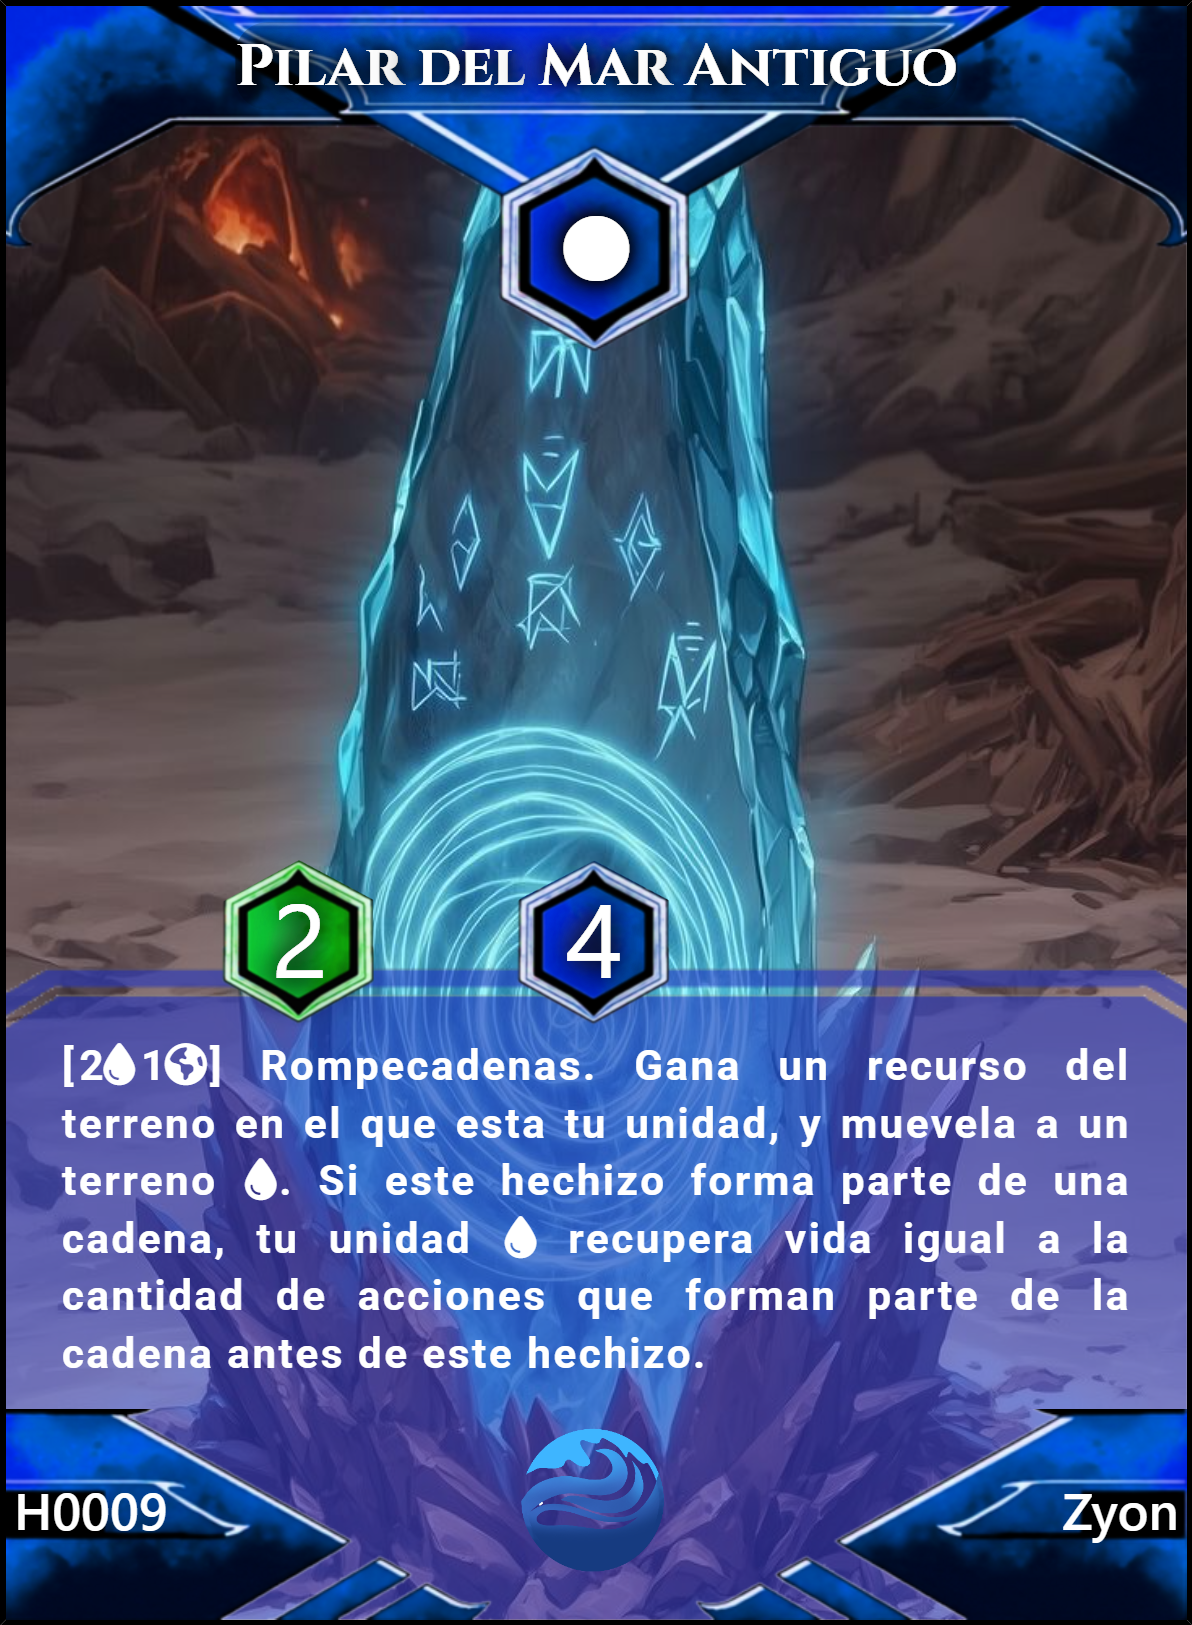 Pilar del Mar Antiguo
2
4
[2💧1🌎] Rompecadenas. Gana un recurso del
terreno en el que esta tu unidad, y muevela a un
terreno 💧. Si este hechizo forma parte de una
cadena, tu unidad 💧 recupera vida igual a la
cantidad de acciones que forman parte de la
cadena antes de este hechizo.
H0009
Zyon